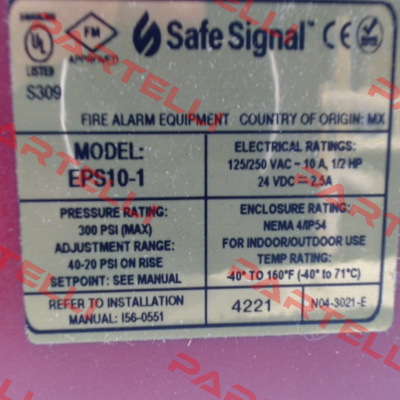 UL
LISTED
S309
FM
APPROVED
Safe Signal™ CE
FIRE ALARM EQUIPMENT COUNTRY OF ORIGIN: MX
MODEL:
EPS10-1
ELECTRICAL RATINGS:
125/250 VAC ~ 10 A, 1/2 HP
24 VDC ⎓ 2.5A
PRESSURE RATING:
300 PSI (MAX)
ADJUSTMENT RANGE:
40-20 PSI ON RISE
SETPOINT: SEE MANUAL
ENCLOSURE RATING:
NEMA 4/IP54
FOR INDOOR/OUTDOOR USE
TEMP RATING:
-40° TO 160°F (-40° to 71°C)
REFER TO INSTALLATION
MANUAL: I56-0551
4221
N04-3021-E
PARTELLI
PARTELLI
PARTELLI